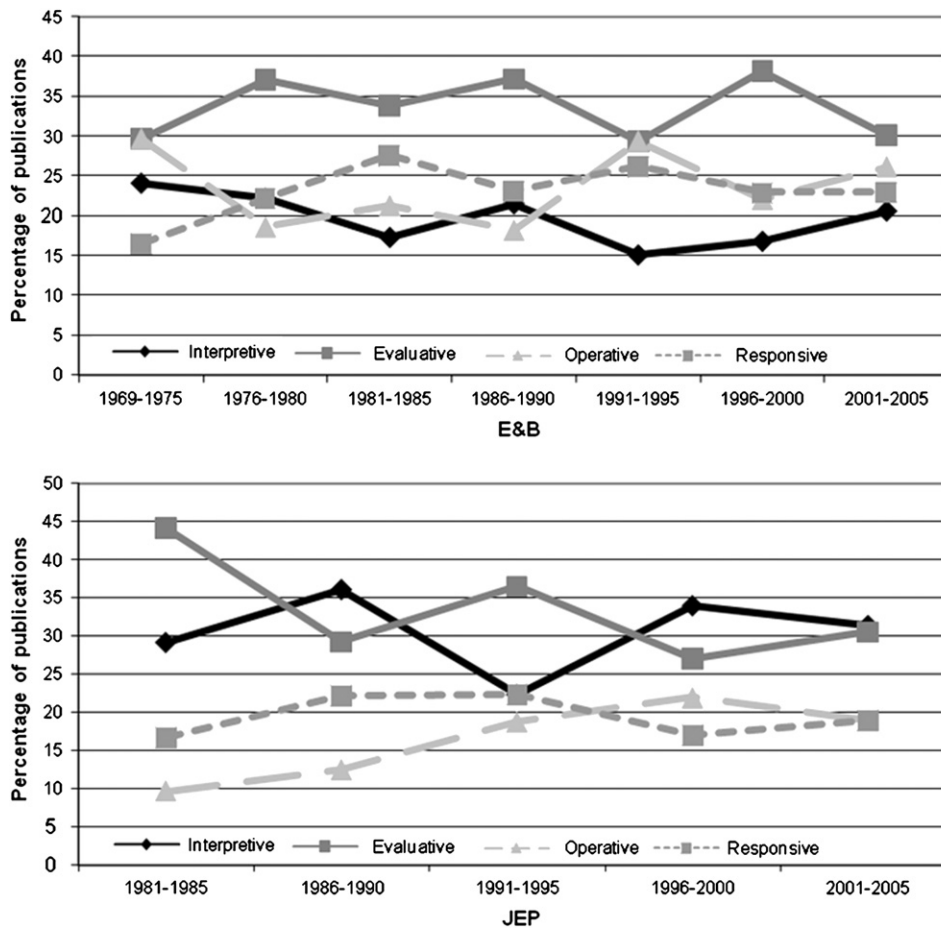 45
40
35
30
25
20
15
10
5
0
Percentage of publications
Interpretive Evaluative Operative Responsive
1969-1975 1976-1980 1981-1985 1986-1990 1991-1995 1996-2000 2001-2005
E&B
50
45
40
35
30
25
20
15
10
5
0
Percentage of publications
Interpretive Evaluative Operative Responsive
1981-1985 1986-1990 1991-1995 1996-2000 2001-2005
JEP